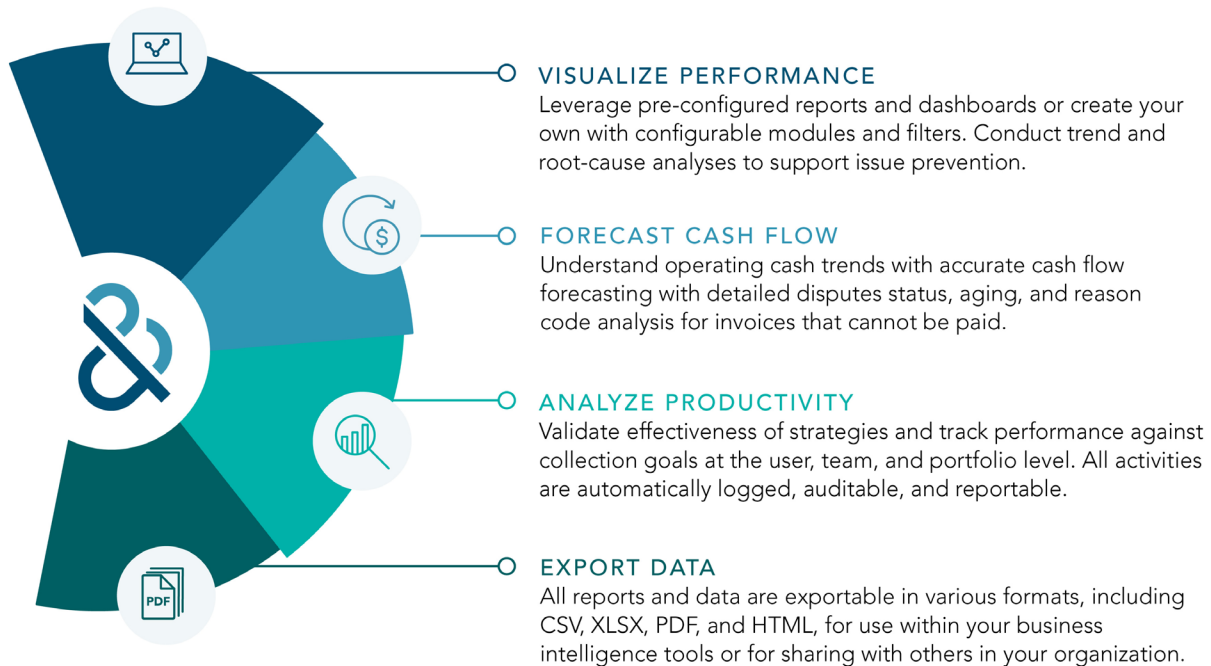 VISUALIZE PERFORMANCE
Leverage pre-configured reports and dashboards or create your
own with configurable modules and filters. Conduct trend and
root-cause analyses to support issue prevention.
$
FORECAST CASH FLOW
Understand operating cash trends with accurate cash flow
forecasting with detailed disputes status, aging, and reason
code analysis for invoices that cannot be paid.
&
ANALYZE PRODUCTIVITY
Validate effectiveness of strategies and track performance against
collection goals at the user, team, and portfolio level. All activities
are automatically logged, auditable, and reportable.
PDF
EXPORT DATA
All reports and data are exportable in various formats, including
CSV, XLSX, PDF, and HTML, for use within your business
intelligence tools or for sharing with others in your organization.